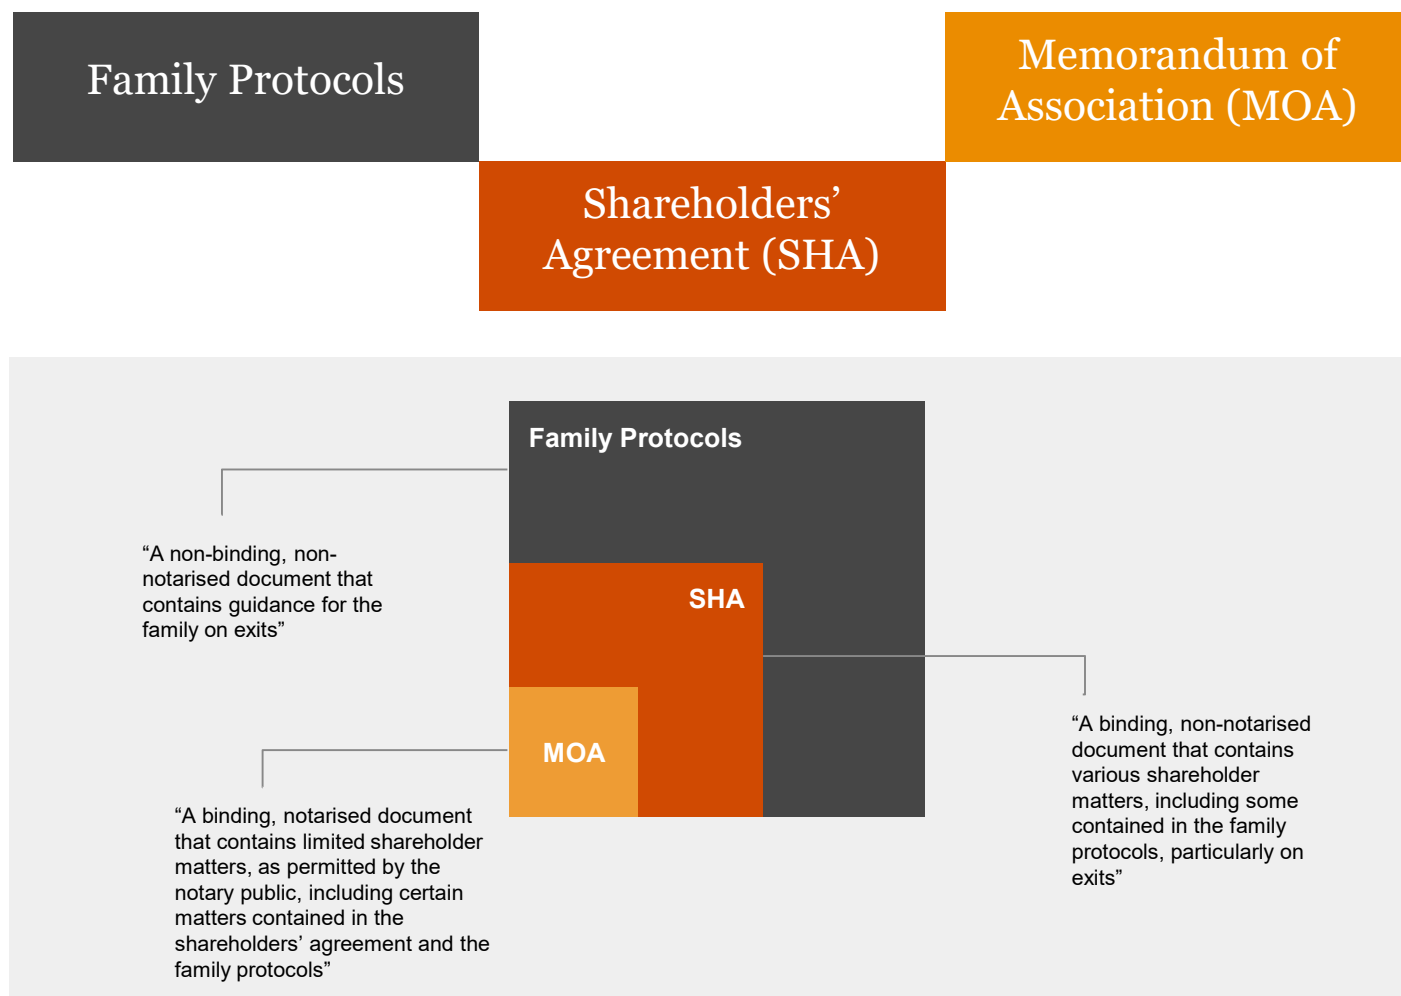 Family Protocols
Memorandum of
Association (MOA)
Shareholders’
Agreement (SHA)
Family Protocols
“A non-binding, non-
notarised document that
contains guidance for the
family on exits”
SHA
MOA
“A binding, non-notarised
document that contains
various shareholder
matters, including some
contained in the family
protocols, particularly on
exits”
“A binding, notarised document
that contains limited shareholder
matters, as permitted by the
notary public, including certain
matters contained in the
shareholders’ agreement and the
family protocols”